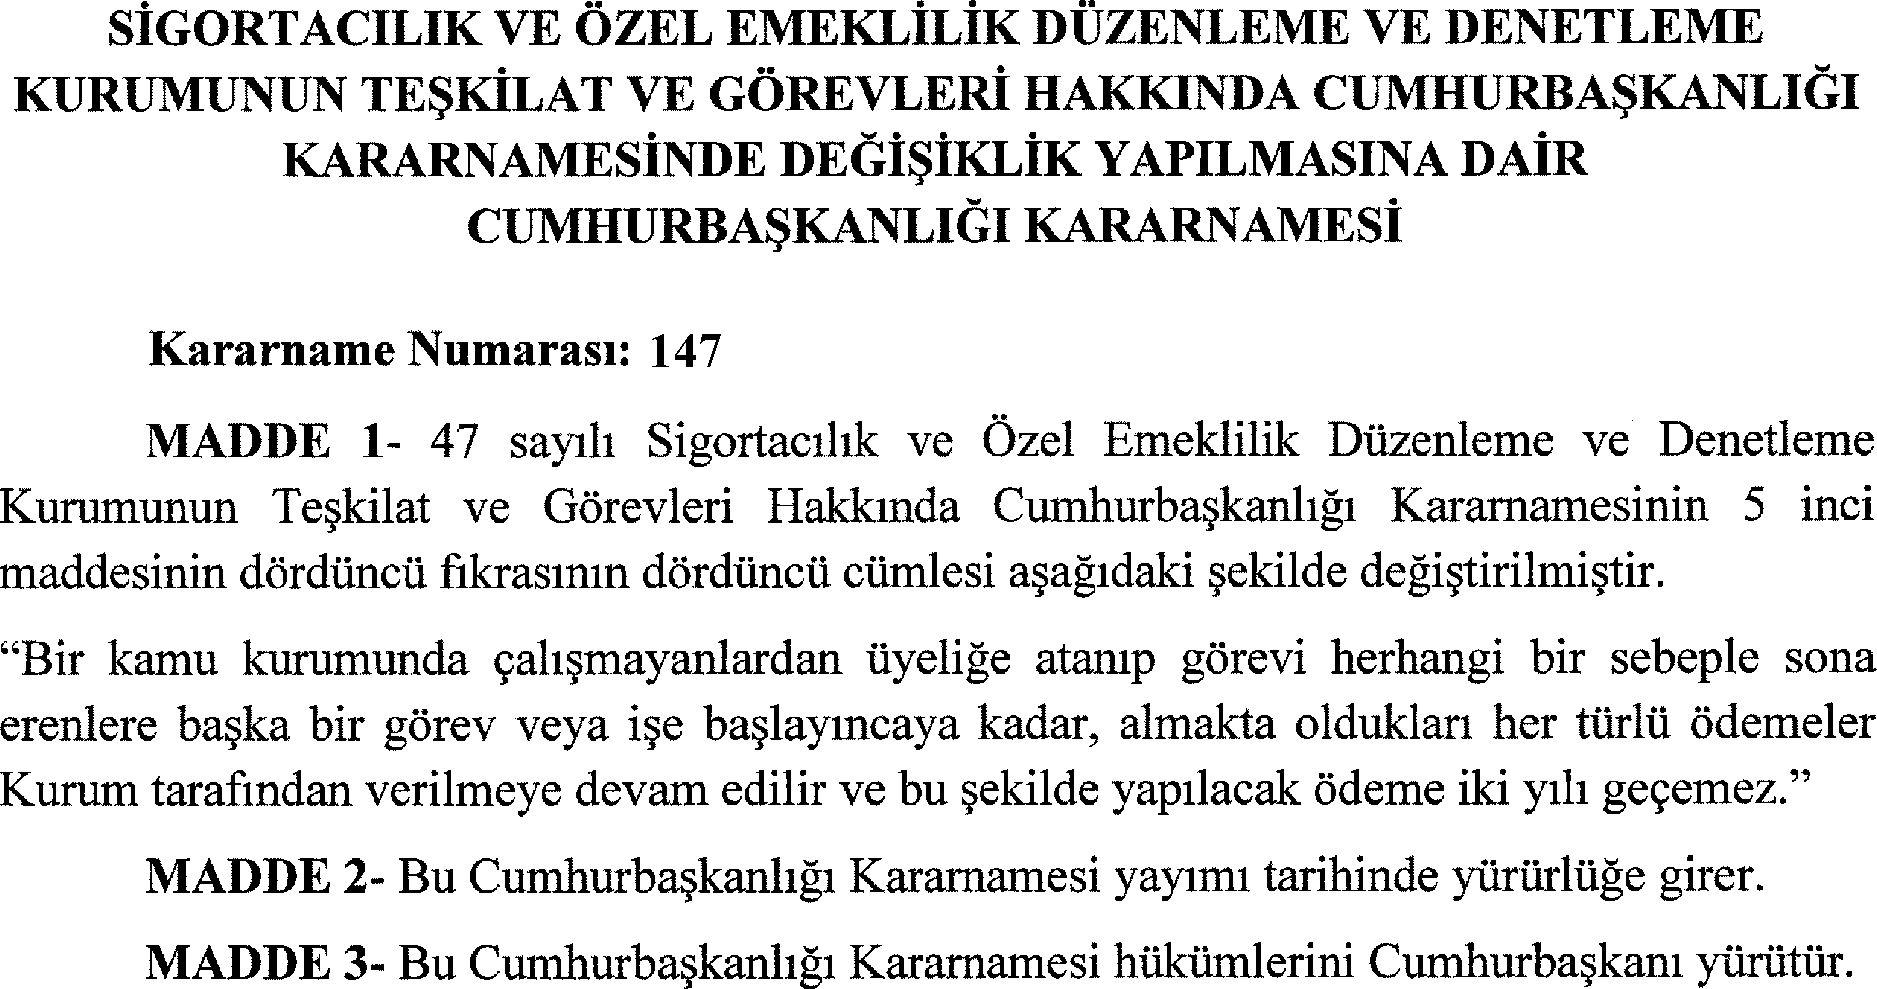 SİGORTACILIK VE ÖZEL EMEKLİLİK DÜZENLEME VE DENETLEME
KURUMUNUN TEŞKİLAT VE GÖREVLERİ HAKKINDA CUMHURBAŞKANLIĞI
KARARNAMESİNDE DEĞİŞİKLİK YAPILMASINA DAİR
CUMHURBAŞKANLIĞI KARARNAMESİ
Kararname Numarası: 147
MADDE 1- 47 sayılı Sigortacılık ve Özel Emeklilik Düzenleme ve Denetleme
Kurumunun Teşkilat ve Görevleri Hakkında Cumhurbaşkanlığı Kararnamesinin 5 inci
maddesinin dördüncü fıkrasının dördüncü cümlesi aşağıdaki şekilde değiştirilmiştir.
“Bir kamu kurumunda çalışmayanlardan üyeliğe atanıp görevi herhangi bir sebeple sona
erenlere başka bir görev veya işe başlayıncaya kadar, almakta oldukları her türlü ödemeler
Kurum tarafından verilmeye devam edilir ve bu şekilde yapılacak ödeme iki yılı geçemez.”
MADDE 2- Bu Cumhurbaşkanlığı Kararnamesi yayımı tarihinde yürürlüğe girer.
MADDE 3- Bu Cumhurbaşkanlığı Kararnamesi hükümlerini Cumhurbaşkanı yürütür.